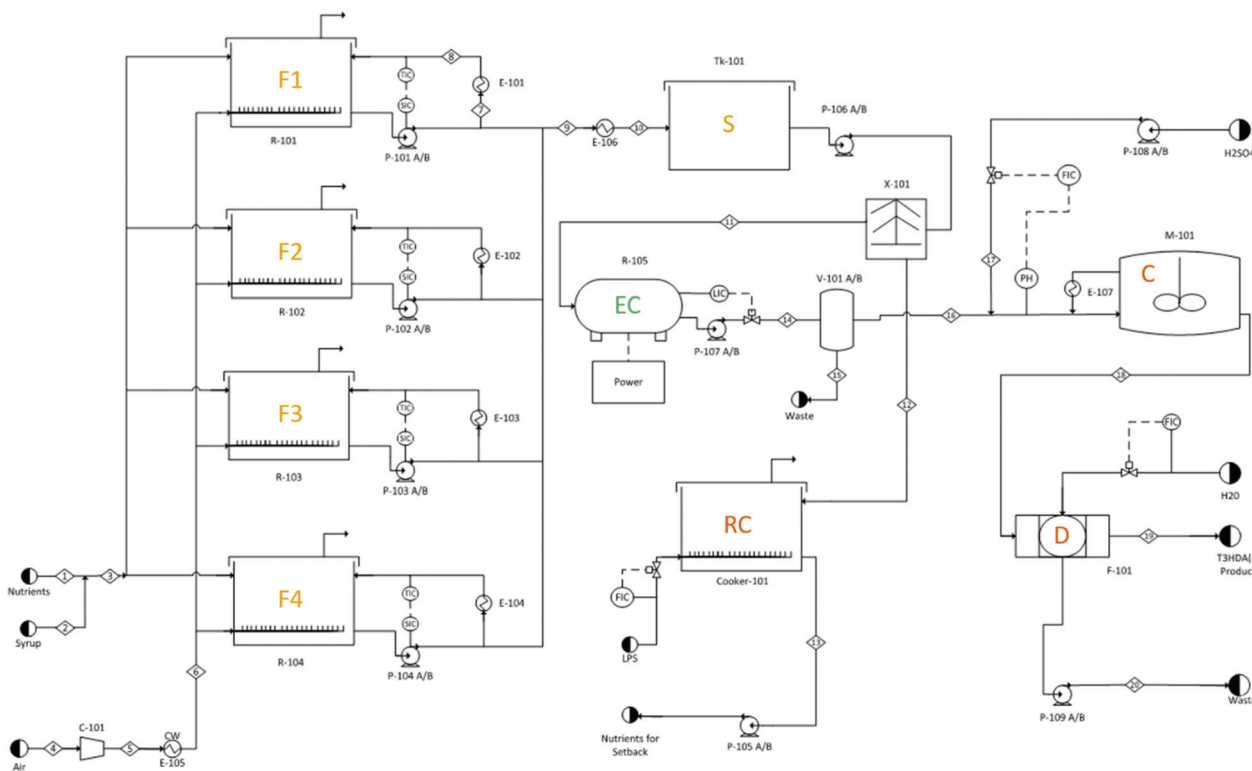 F1
8
E-101
TIC
SIC
7
R-101
P-101 A/B
F2
E-102
TIC
SIC
R-102
P-102 A/B
F3
E-103
TIC
SIC
R-103
P-103 A/B
F4
E-104
TIC
SIC
R-104
P-104 A/B
1
3
Nutrients
2
Syrup
6
C-101
CW
4
5
Air
E-105
9
10
E-106
Tk-101
S
P-106 A/B
X-101
11
R-105
EC
LIC
P-107 A/B
14
V-101 A/B
Power
15
Waste
16
12
RC
Cooker-101
FIC
LPS
13
Nutrients for
Setback
P-105 A/B
P-108 A/B
H2SO4
FIC
17
PH
M-101
C
E-107
18
FIC
H2O
D
19
F-101
T3HDA(
Produc
20
P-109 A/B
Waste